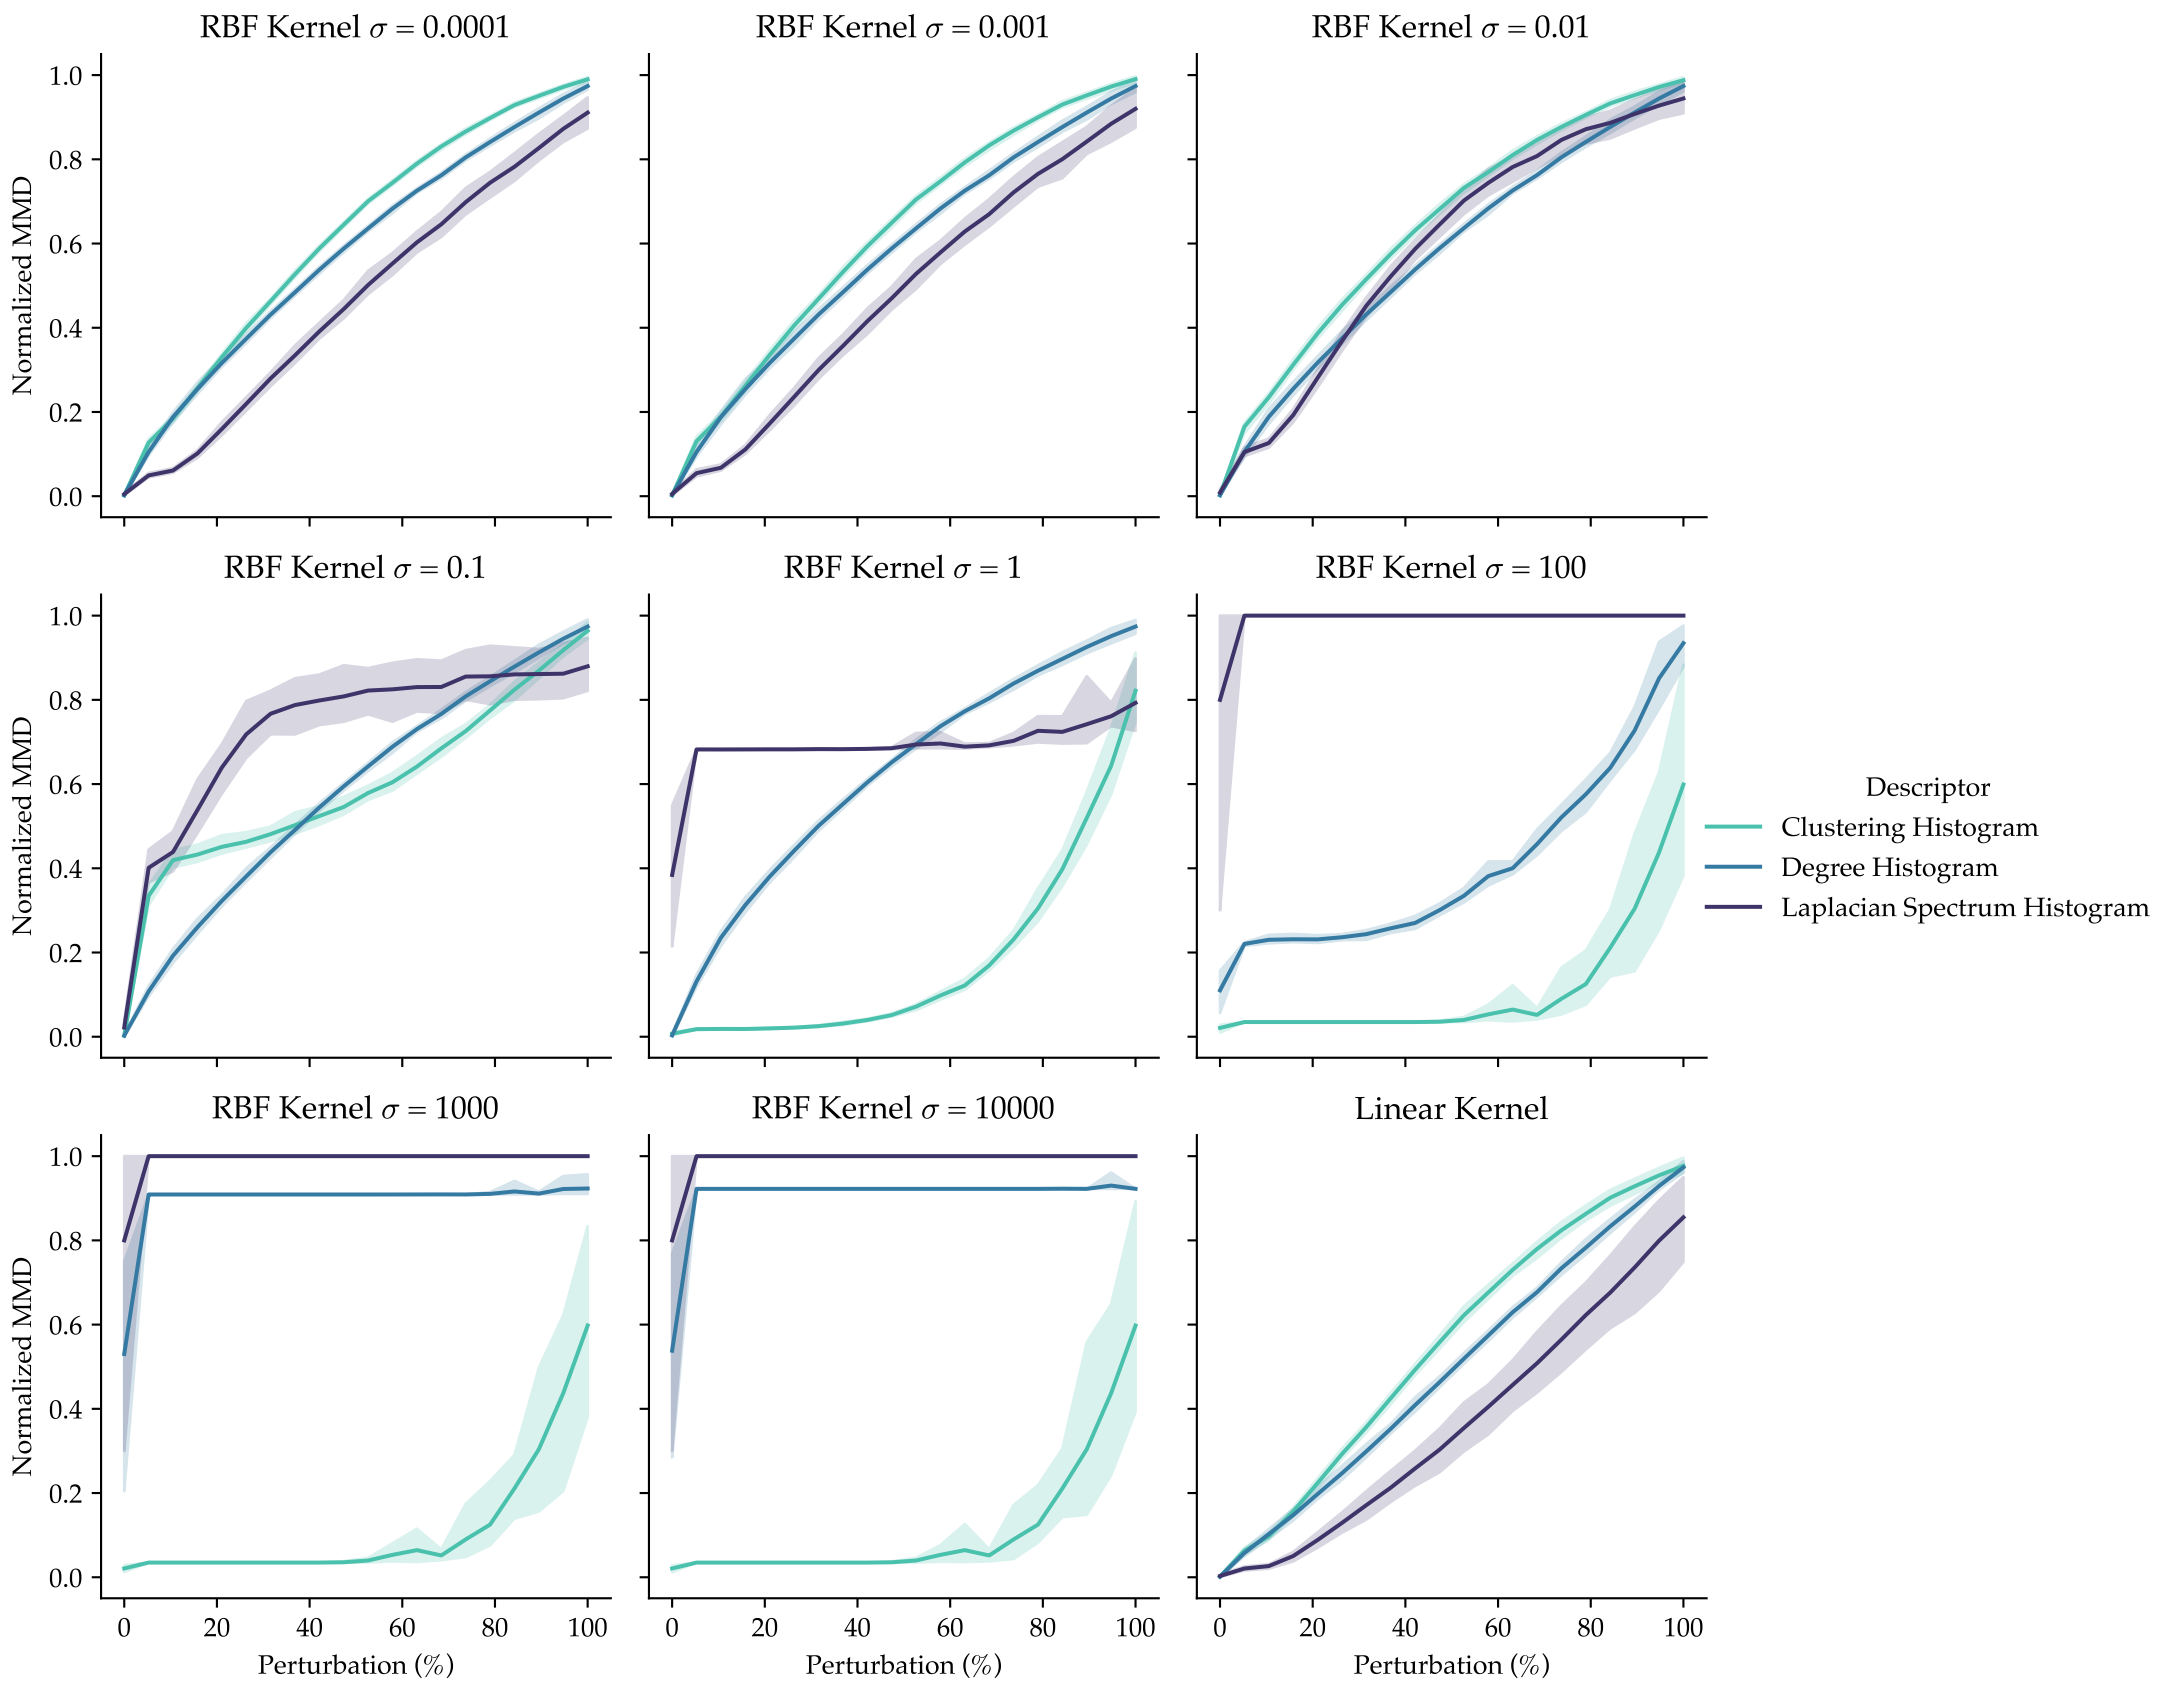 RBF Kernel σ = 0.0001
RBF Kernel σ = 0.001
RBF Kernel σ = 0.01
Normalized MMD
1.0
0.8
0.6
0.4
0.2
0.0
RBF Kernel σ = 0.1
RBF Kernel σ = 1
RBF Kernel σ = 100
Normalized MMD
1.0
0.8
0.6
0.4
0.2
0.0
Descriptor
Clustering Histogram
Degree Histogram
Laplacian Spectrum Histogram
RBF Kernel σ = 1000
RBF Kernel σ = 10000
Linear Kernel
Normalized MMD
1.0
0.8
0.6
0.4
0.2
0.0
0 20 40 60 80 100
0 20 40 60 80 100
0 20 40 60 80 100
Perturbation (%)
Perturbation (%)
Perturbation (%)